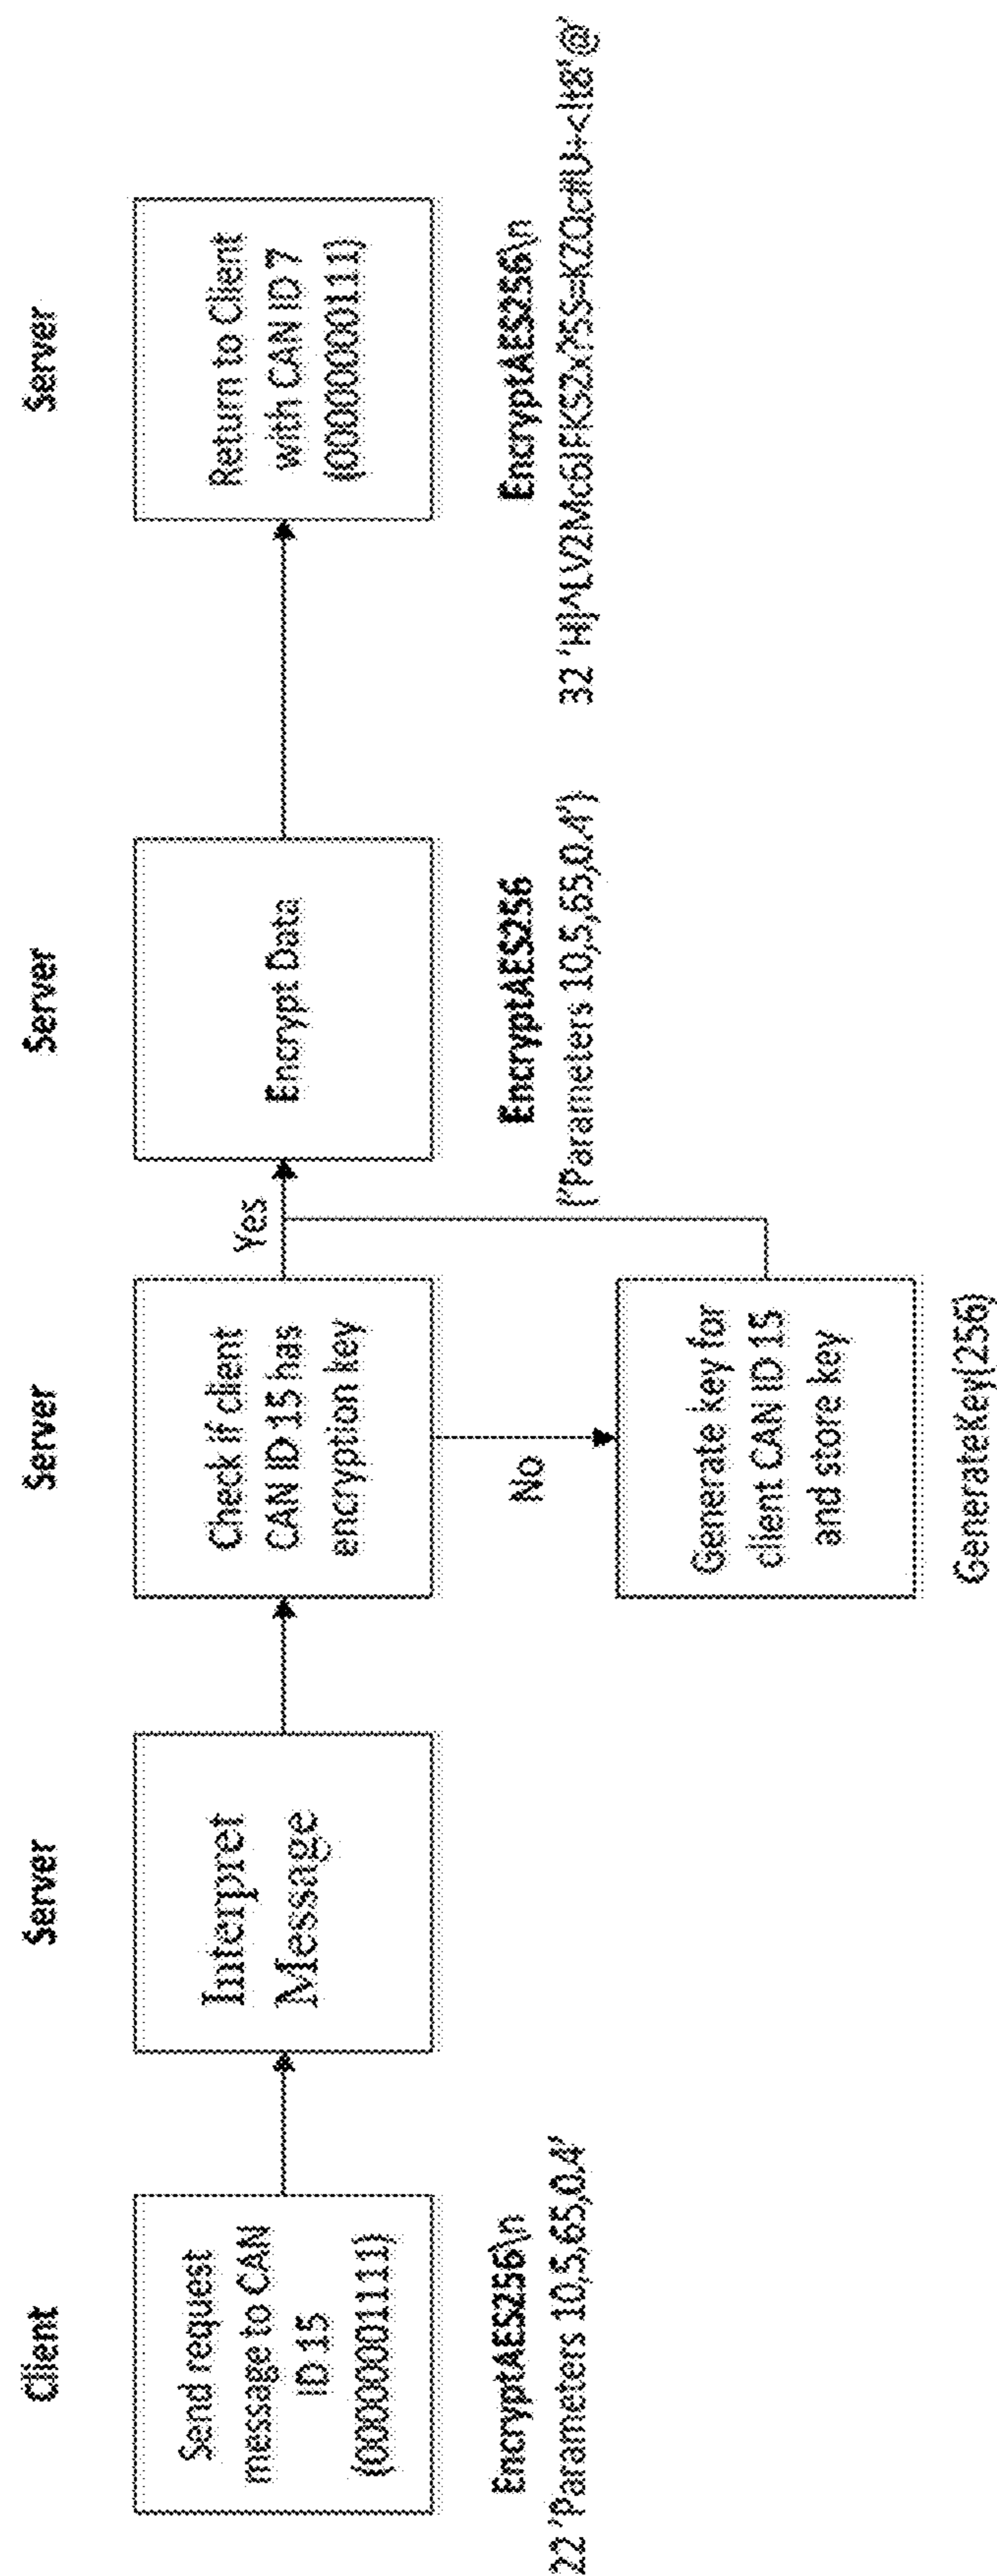 Client
Send request
message to CAN
ID 15
(00000001111)
EncryptAES256\n
22 'Parameters 10,5,65,0.4'
Server
Interpret
Message
Server
Check if client
CAN ID 15 has
encryption key
Yes
No
Generate key for
client CAN ID 15
and store key
GenerateKey(256)
Server
Encrypt Data
EncryptAES256
('Parameters 10,5,65,0.4')
Server
Return to Client
with CAN ID 7
(00000000111)
EncryptAES256\n
32